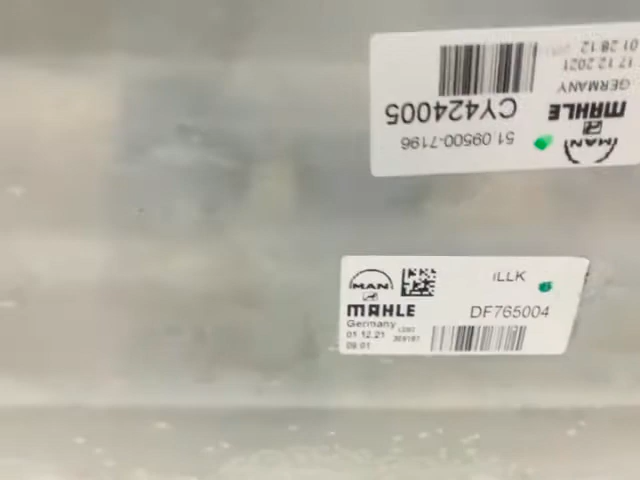 MAN
MAHLE
GERMANY
17.12.2021
01:28:12
51.09500-7196
CY424005
MAN
MAHLE
Germany
01.12.21
09:01
iLLK
DF765004